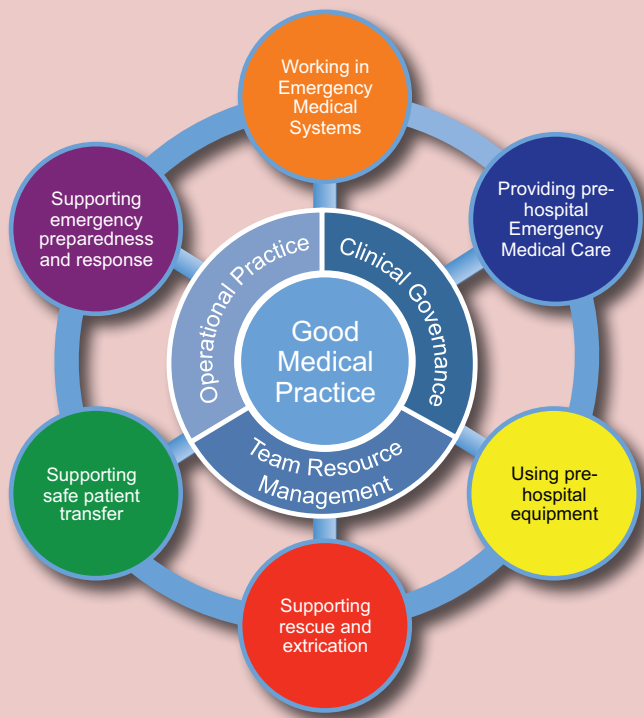 Working in
Emergency
Medical
Systems
Providing pre-
hospital
Emergency
Medical Care
Using pre-
hospital
equipment
Supporting
rescue and
extrication
Supporting
safe patient
transfer
Supporting
emergency
preparedness
and response
Operational Practice
Clinical Governance
Team Resource
Management
Good
Medical
Practice